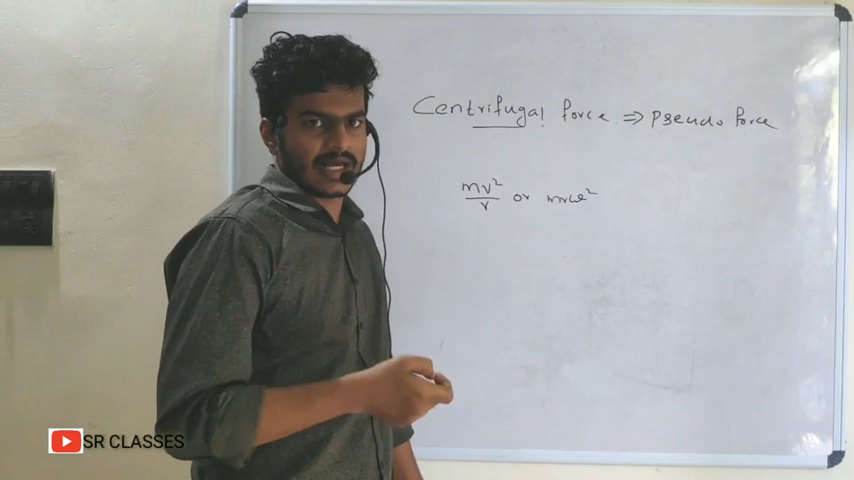 Centrifugal force ⇒ Pseudo force
mv²/r or mrω²
SR CLASSES